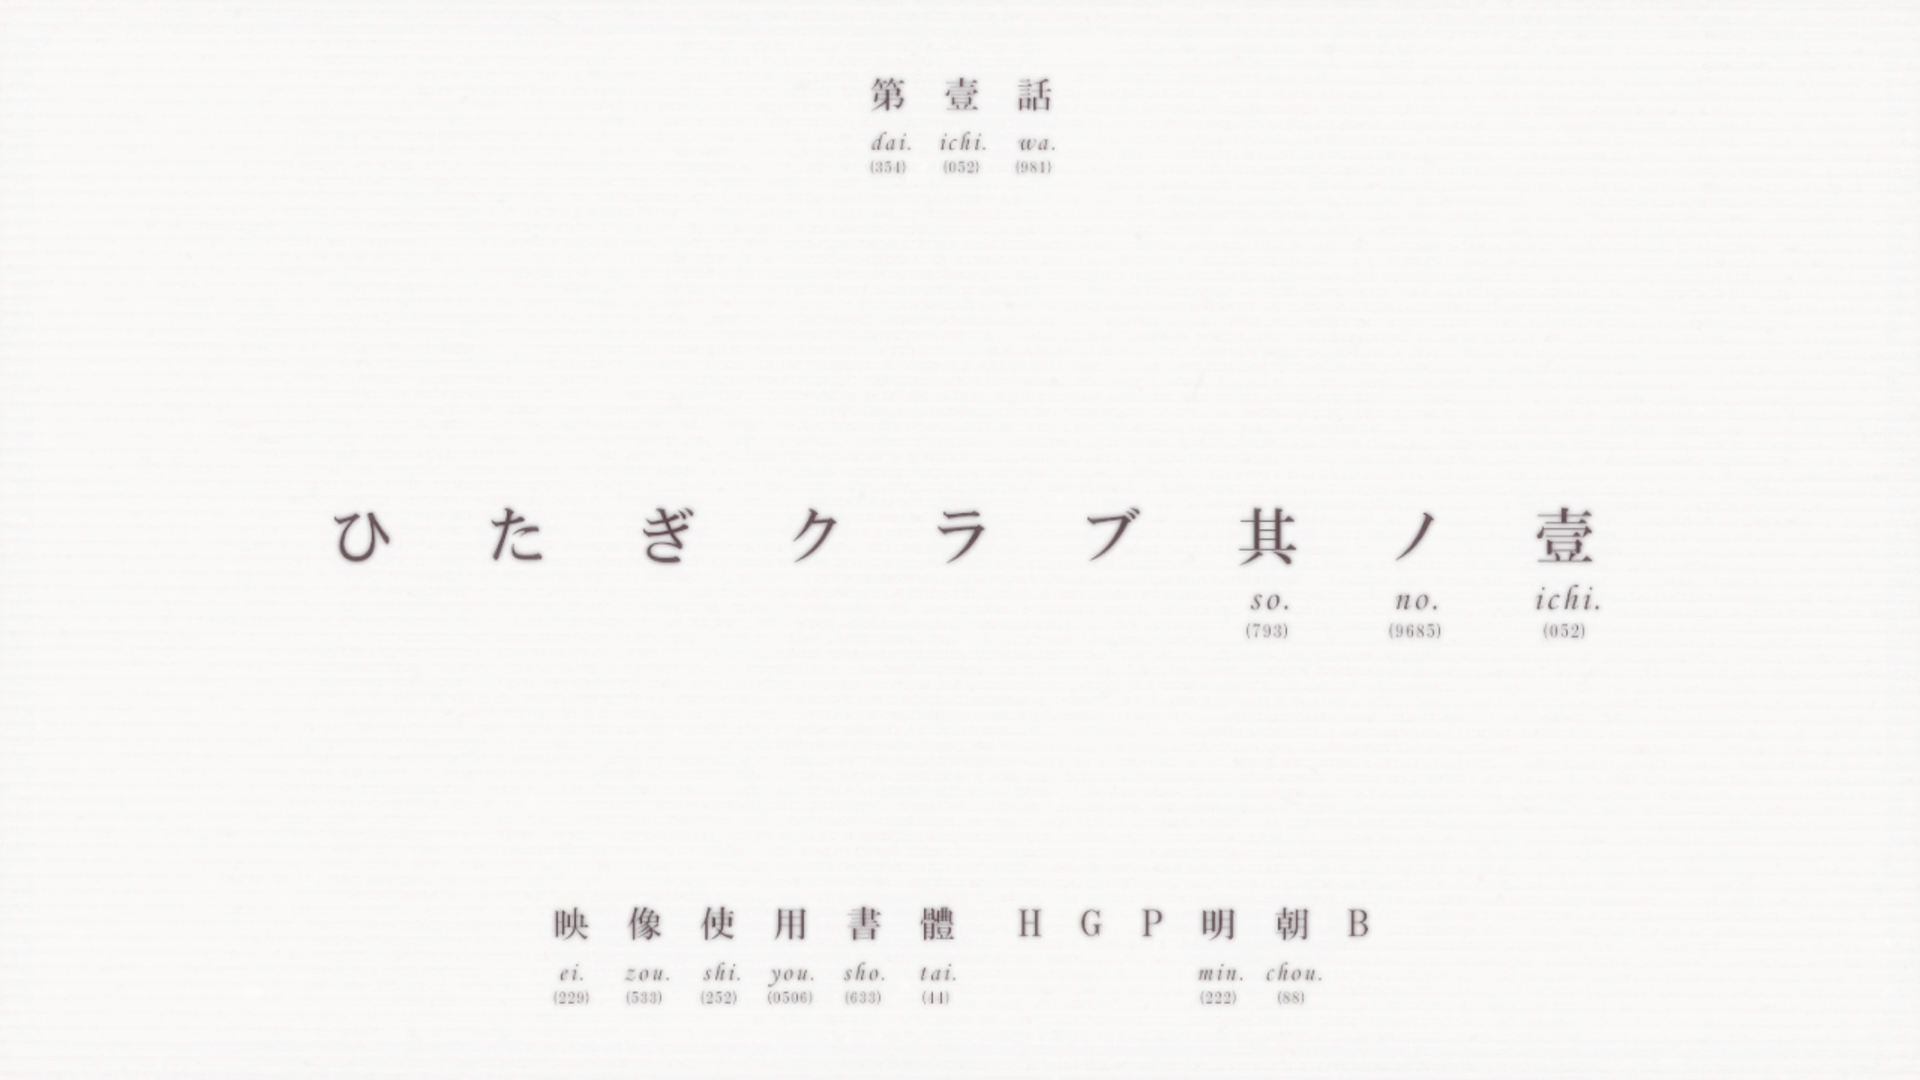 第 壹 話
dai. ichi. wa.
(354) (052) (981)
ひ た ぎ ク ラ ブ 其 ノ 壹
so. no. ichi.
(793) (9685) (052)
映 像 使 用 書 體 H G P 明 朝 B
ei. zou. shi. you. sho. tai. min. chou.
(229) (533) (252) (0506) (633) (44) (222) (88)